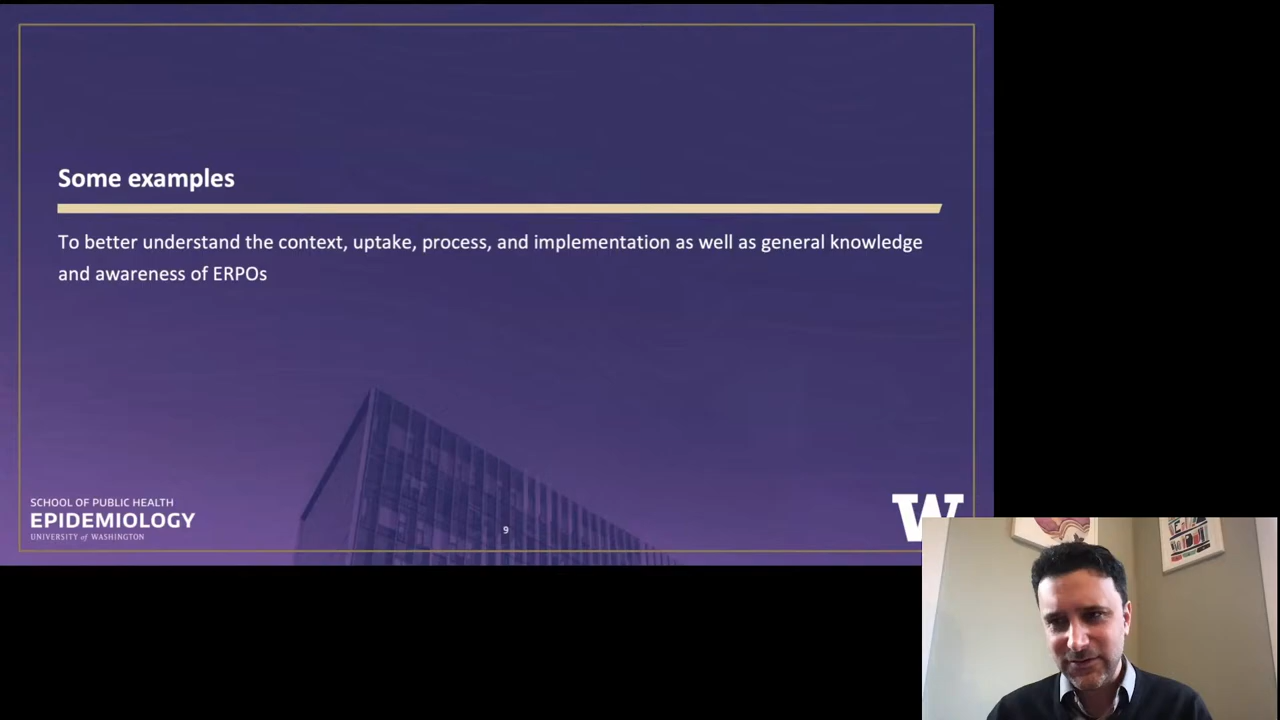 Some examples
To better understand the context, uptake, process, and implementation as well as general knowledge
and awareness of ERPOs
SCHOOL OF PUBLIC HEALTH
EPIDEMIOLOGY
UNIVERSITY of WASHINGTON
9
W